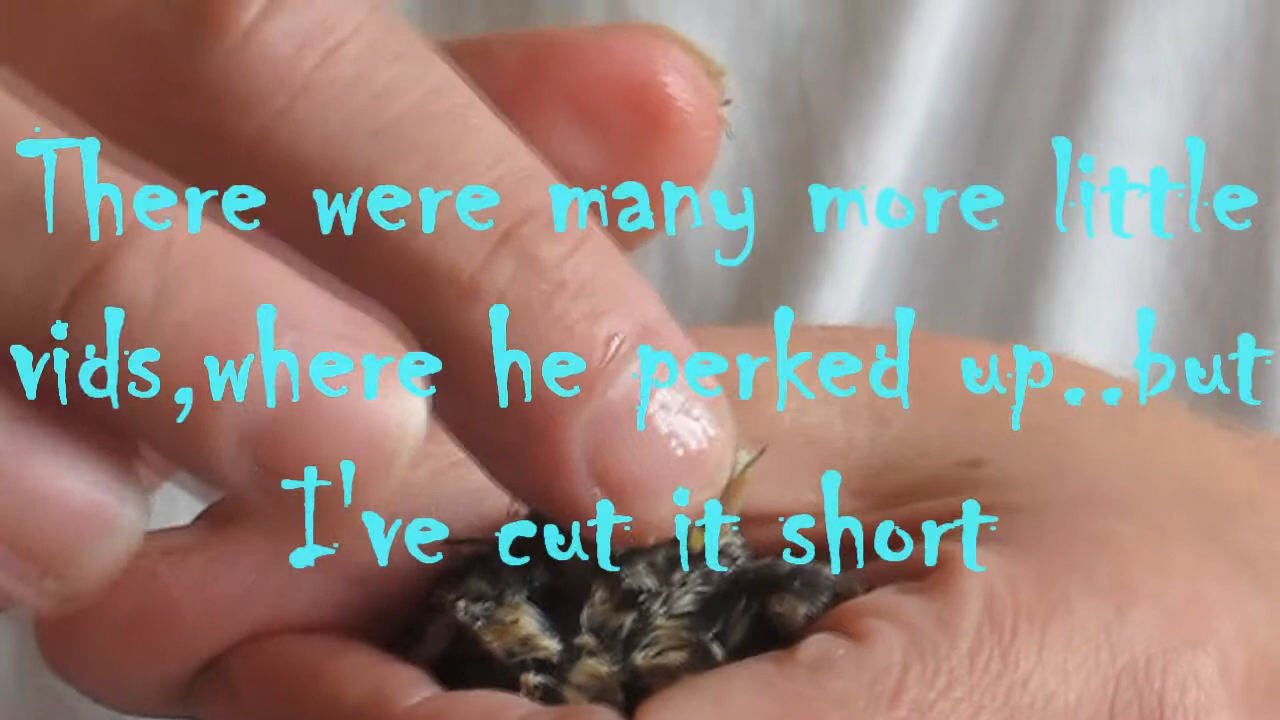 There were many more little
vids,where he perked up..but
I've cut it short